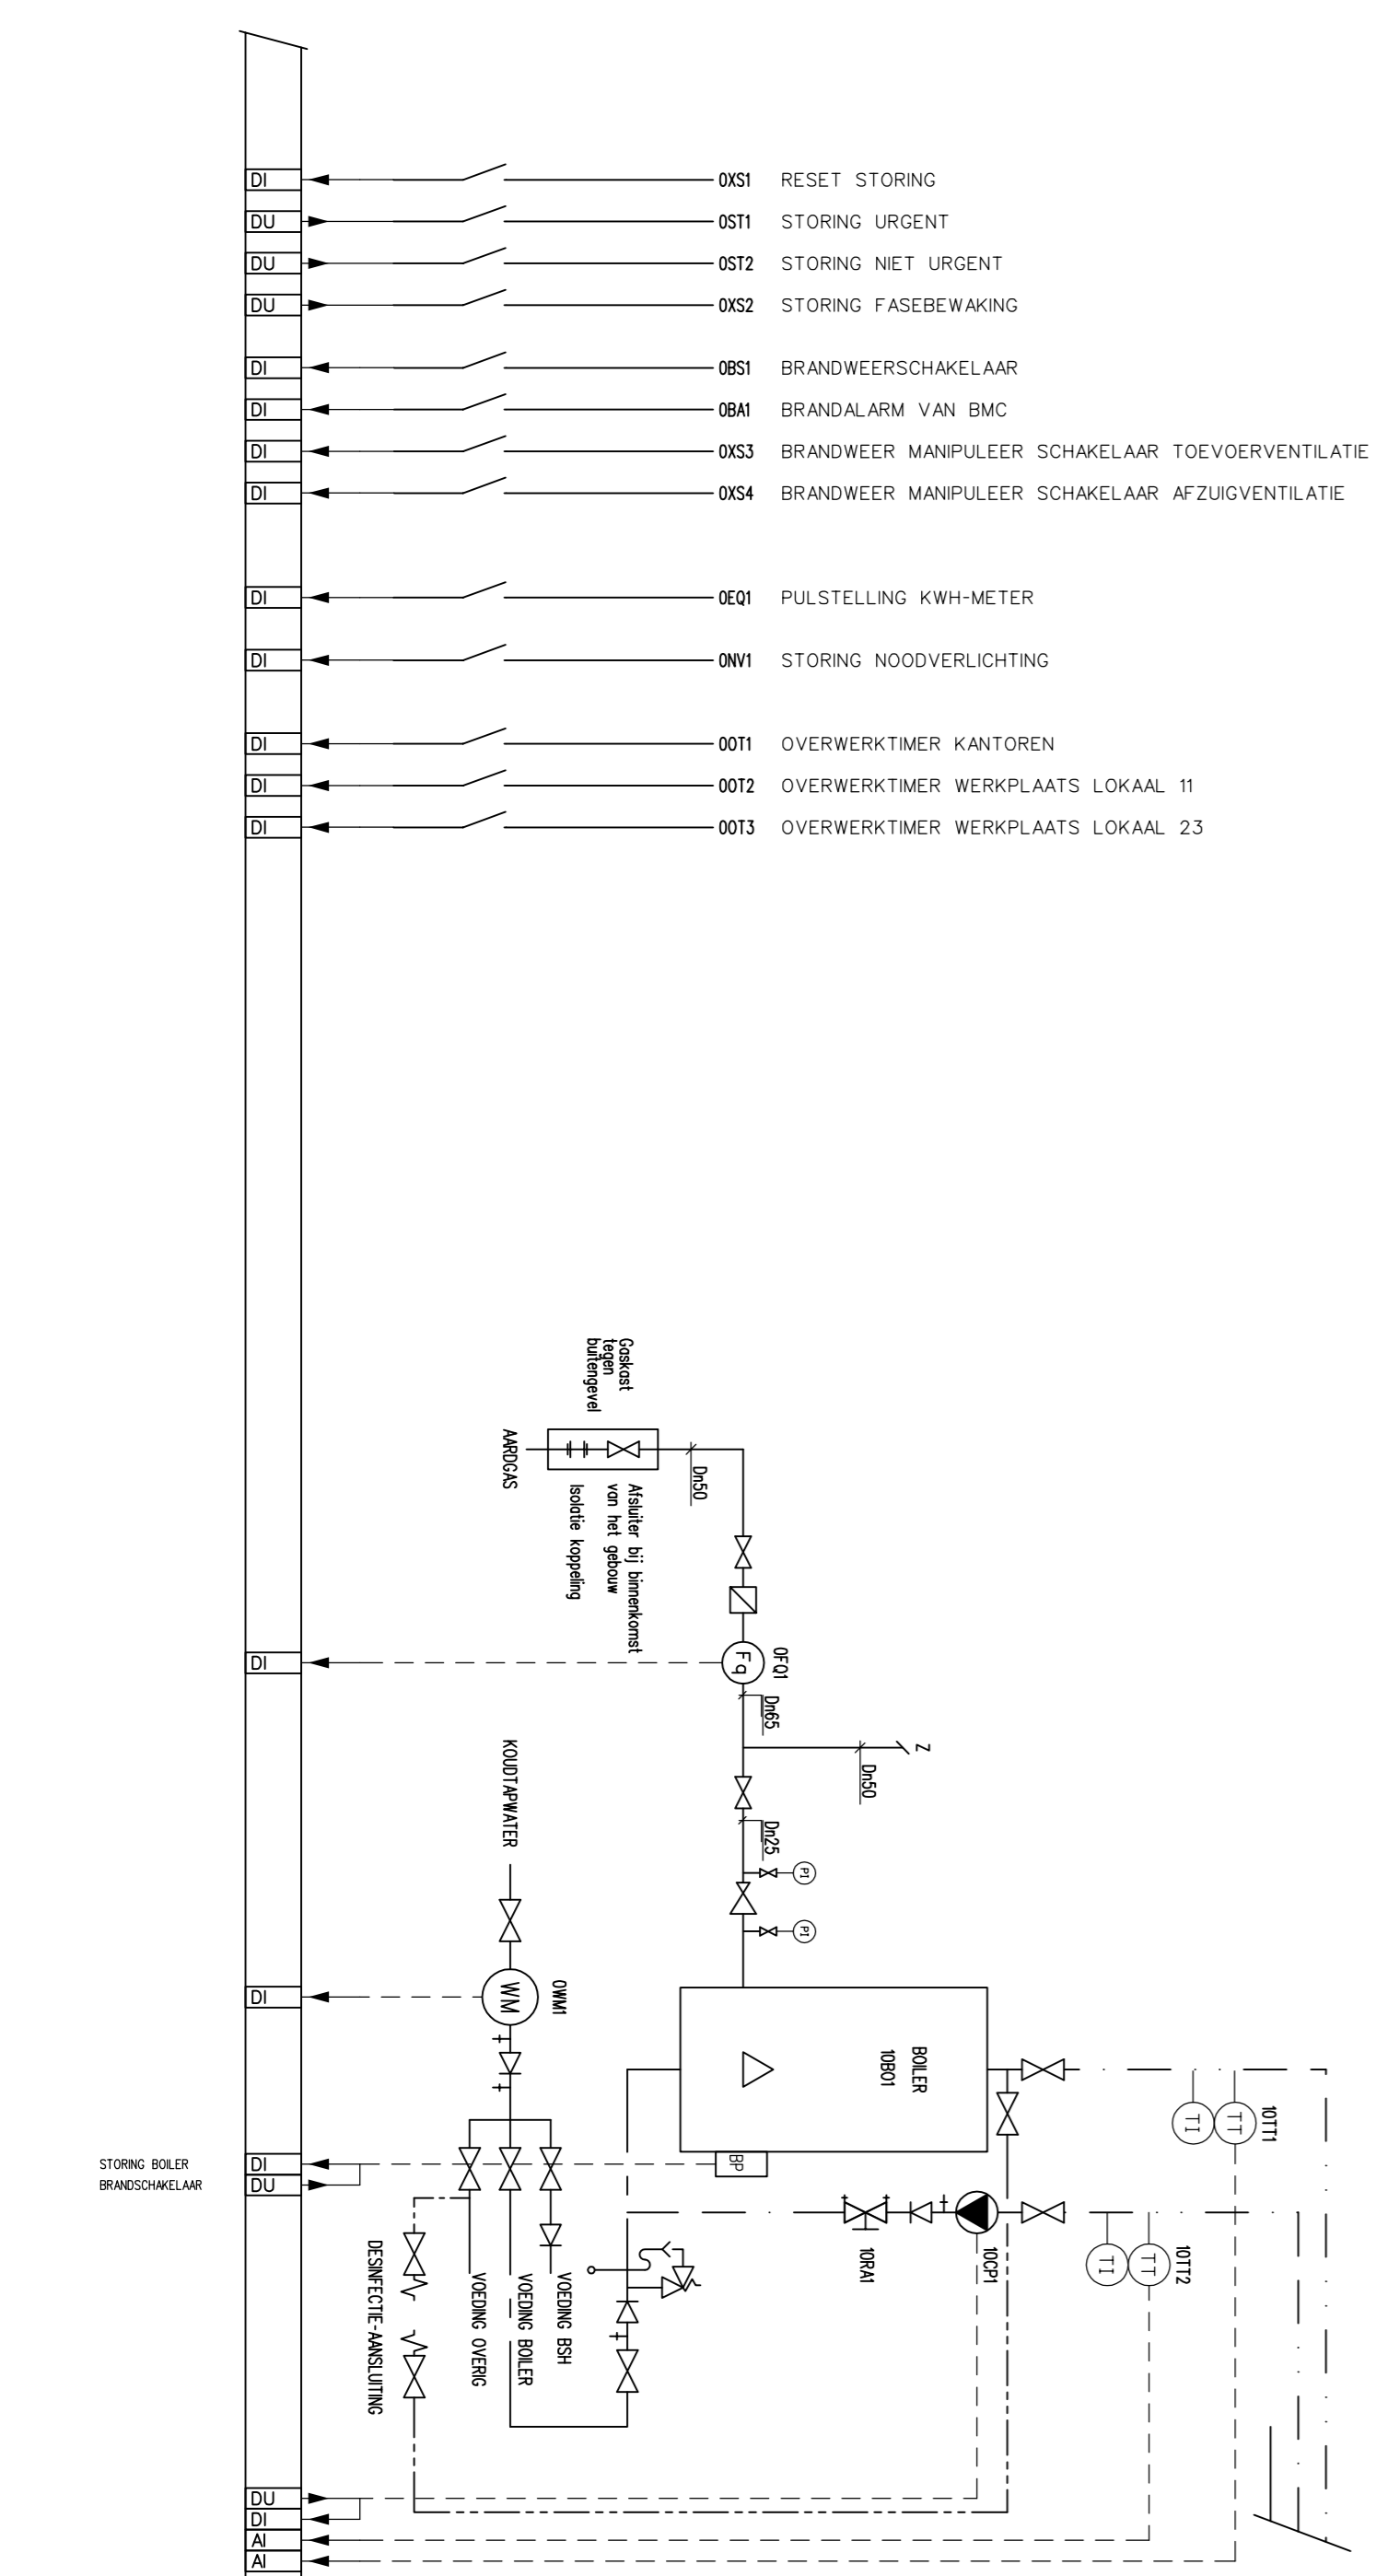 DI 0XS1 RESET STORING
DU 0ST1 STORING URGENT
DU 0ST2 STORING NIET URGENT
DU 0XS2 STORING FASEBEWAKING
DI 0BS1 BRANDWEERSCHAKELAAR
DI 0BA1 BRANDALARM VAN BMC
DI 0XS3 BRANDWEER MANIPULEER SCHAKELAAR TOEVOERVENTILATIE
DI 0XS4 BRANDWEER MANIPULEER SCHAKELAAR AFZUIGVENTILATIE
DI 0EQ1 PULSTELLING KWH-METER
DI 0NV1 STORING NOODVERLICHTING
DI 0OT1 OVERWERKTIMER KANTOREN
DI 0OT2 OVERWERKTIMER WERKPLAATS LOKAAL 11
DI 0OT3 OVERWERKTIMER WERKPLAATS LOKAAL 23
Gaskast
tegen
buitengevel
AARDGAS
Dn50
Afsluiter bij binnenkomst
van het gebouw
Isolatie koppeling
DI
Fq
0FQ1
Dn65
Z
Dn50
Dn25
PI
PI
KOUDTAPWATER
DI
WM
0WM1
BOILER
10BO1
BP
TI
TT
10TT1
STORING BOILER DI
BRANDSCHAKELAAR DU
10RA1
10CP1
TI
TT
10TT2
DESINFECTIE-AANSLUITING
VOEDING OVERIG
VOEDING BOILER
VOEDING BSH
DU
DI
AI
AI